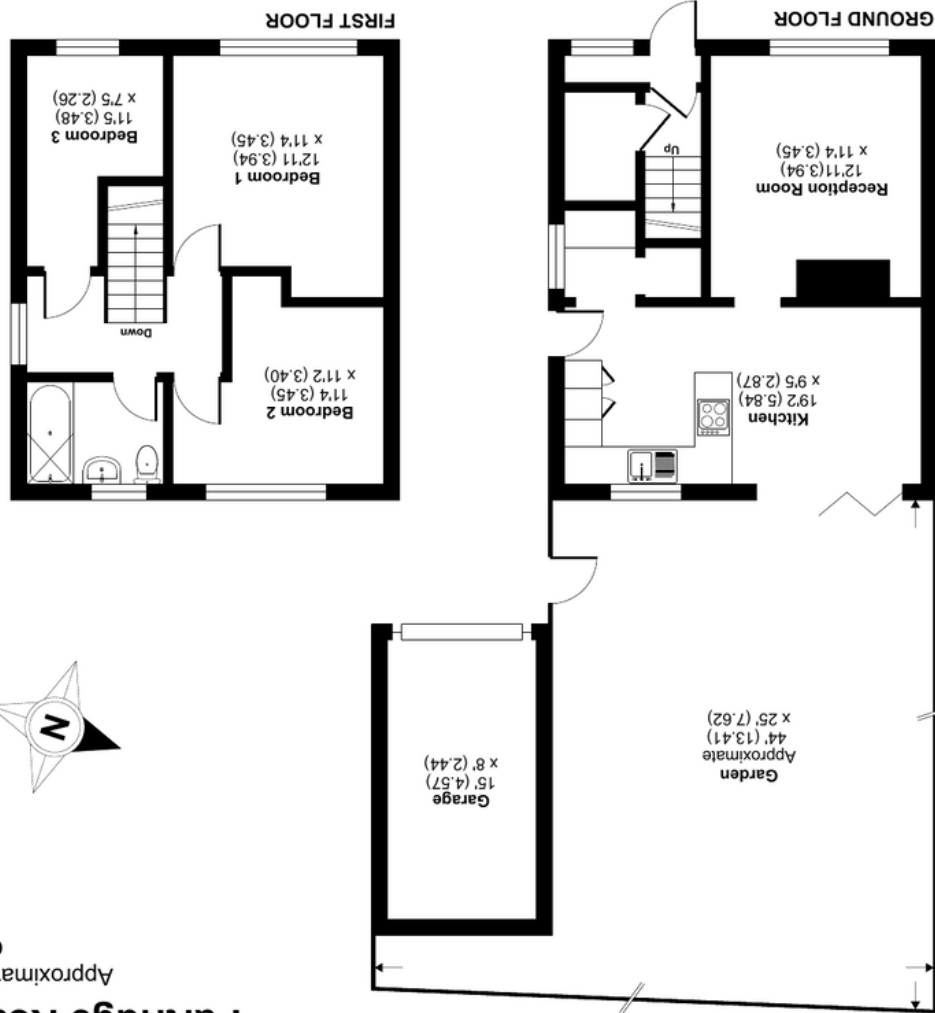 Approxima
Garden
Approximate
44' (13.41)
x 25' (7.62)
Garage
15' (4.57)
x 8' (2.44)
N
Kitchen
19'2 (5.84)
x 9'5 (2.87)
Reception Room
12'11(3.94)
x 11'4 (3.45)
Up
GROUND FLOOR
Bedroom 2
11'4 (3.45)
x 11'2 (3.40)
Down
Bedroom 1
12'11 (3.94)
x 11'4 (3.45)
Bedroom 3
11'5 (3.48)
x 7'5 (2.26)
FIRST FLOOR